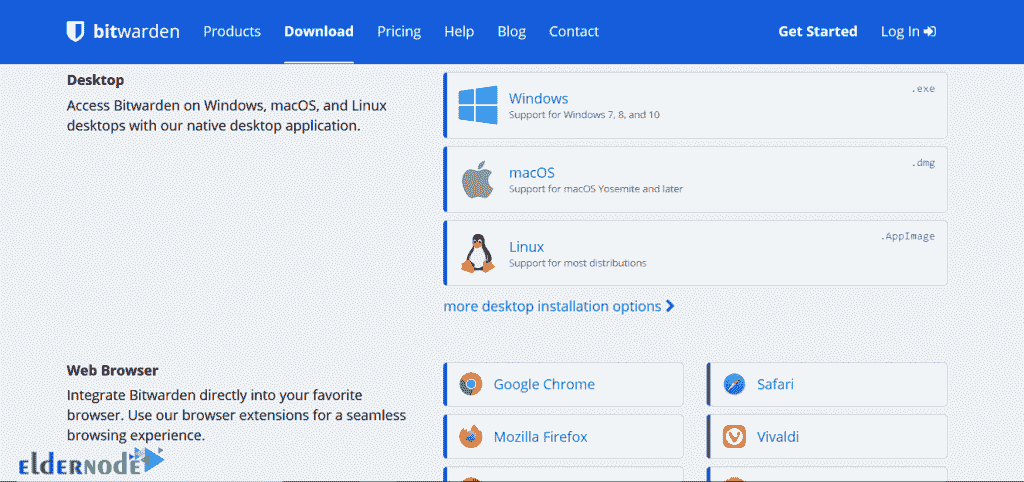 bitwarden Products Download Pricing Help Blog Contact Get Started Log In
Desktop
Access Bitwarden on Windows, macOS, and Linux
desktops with our native desktop application.
Windows .exe
Support for Windows 7, 8, and 10
macOS .dmg
Support for macOS Yosemite and later
Linux .AppImage
Support for most distributions
more desktop installation options
Web Browser
Integrate Bitwarden directly into your favorite
browser. Use our browser extensions for a seamless
browsing experience.
Google Chrome Safari
Mozilla Firefox Vivaldi
eLDERNODE